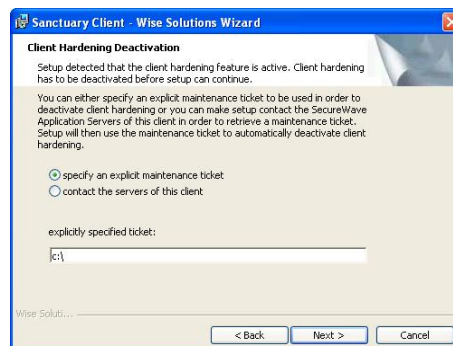 Sanctuary Client - Wise Solutions Wizard
Client Hardening Deactivation
Setup detected that the client hardening feature is active. Client hardening
has to be deactivated before setup can continue.
You can either specify an explicit maintenance ticket to be used in order to
deactivate client hardening or you can make setup contact the SecureWave
Application Servers of this client in order to retrieve a maintenance ticket.
Setup will then use the maintenance ticket to automatically deactivate client
hardening.
specify an explicit maintenance ticket
contact the servers of this client
explicitly specified ticket:
c:\
Wise Soluti...
< Back Next > Cancel